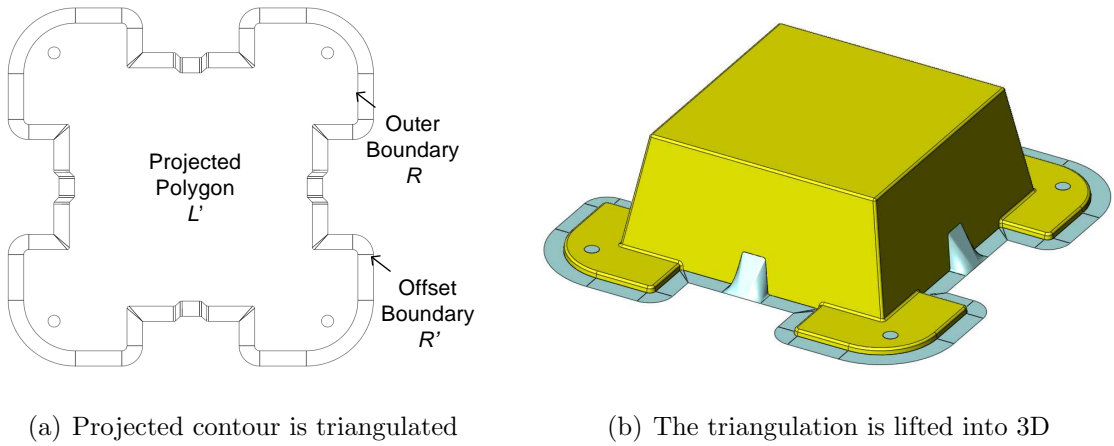 Projected
Polygon
L'
Outer
Boundary
R
Offset
Boundary
R'
(a) Projected contour is triangulated
(b) The triangulation is lifted into 3D